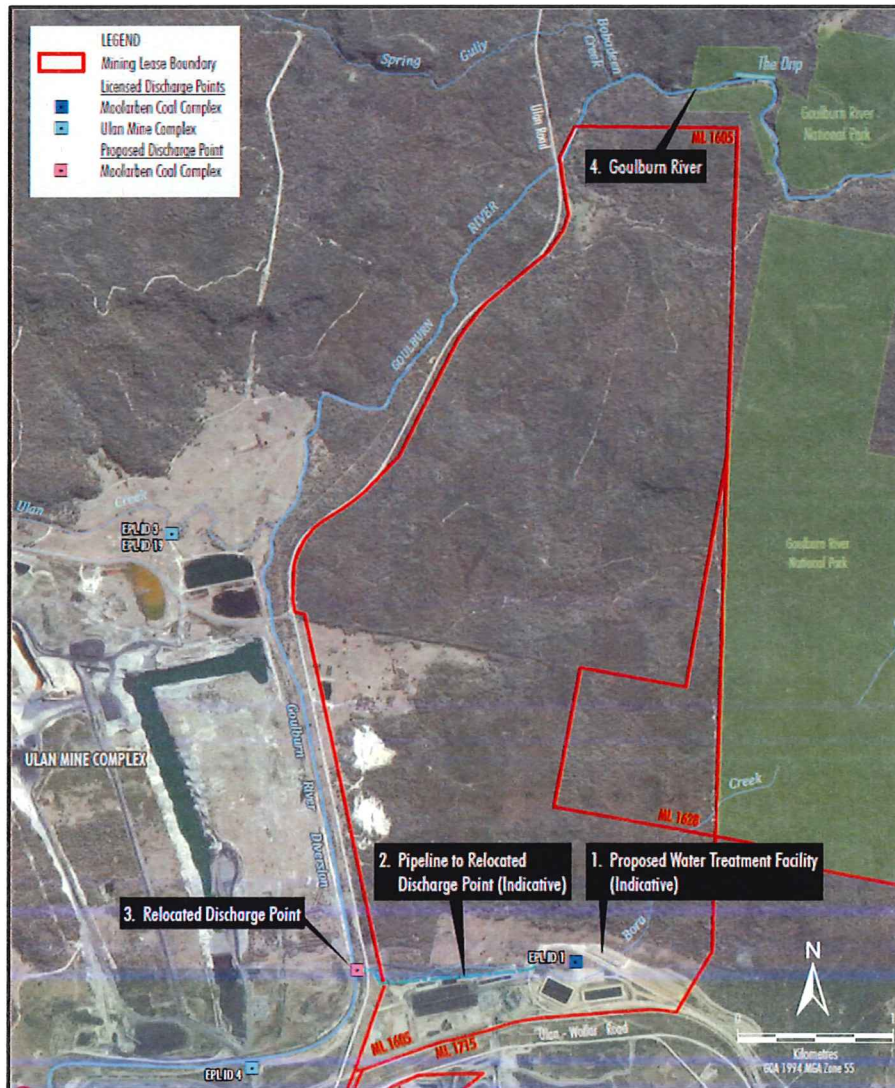 LEGEND
Mining Lease Boundary
Licensed Discharge Points
Moolarben Coal Complex
Ulan Mine Complex
Proposed Discharge Point
Moolarben Coal Complex
Spring Gully
Bobadeen Creek
The Drip
Ulan Road
ML 1605
Goulburn River
National Park
4. Goulburn River
GOULBURN RIVER
Ulan Creek
EPL ID 3
EPL ID 19
Goulburn River
National Park
Goulburn River Diversion
ULAN MINE COMPLEX
Creek
ML 1628
2. Pipeline to Relocated
Discharge Point (Indicative)
1. Proposed Water Treatment Facility
(Indicative)
3. Relocated Discharge Point
EPL ID 1
Bora
N
Ulan - Wollar Road
ML 1605
ML 1715
EPL ID 4
0
Kilometres
GDA 1994 MGA Zone 55